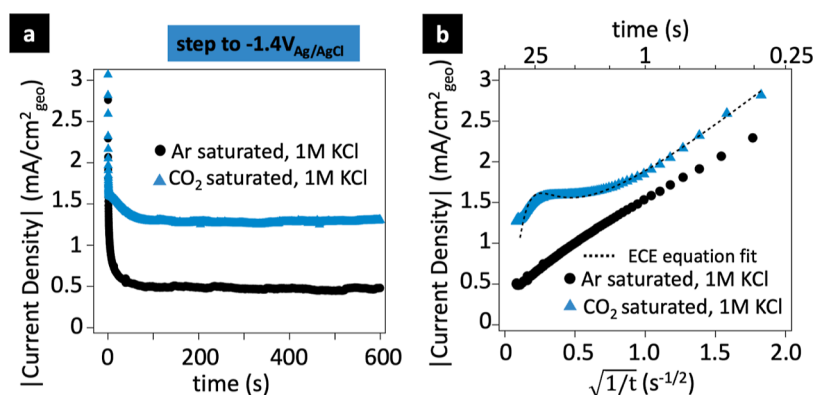 a
step to -1.4V_Ag/AgCl
|Current Density| (mA/cm²_geo)
3
2.5
2
1.5
1
0.5
0
Ar saturated, 1M KCl
CO₂ saturated, 1M KCl
0
200
400
600
time (s)
b
time (s)
25
1
0.25
|Current Density| (mA/cm²_geo)
3
2.5
2
1.5
1
0.5
0
ECE equation fit
Ar saturated, 1M KCl
CO₂ saturated, 1M KCl
0
0.5
1.0
1.5
2.0
√1/t (s⁻¹/²)